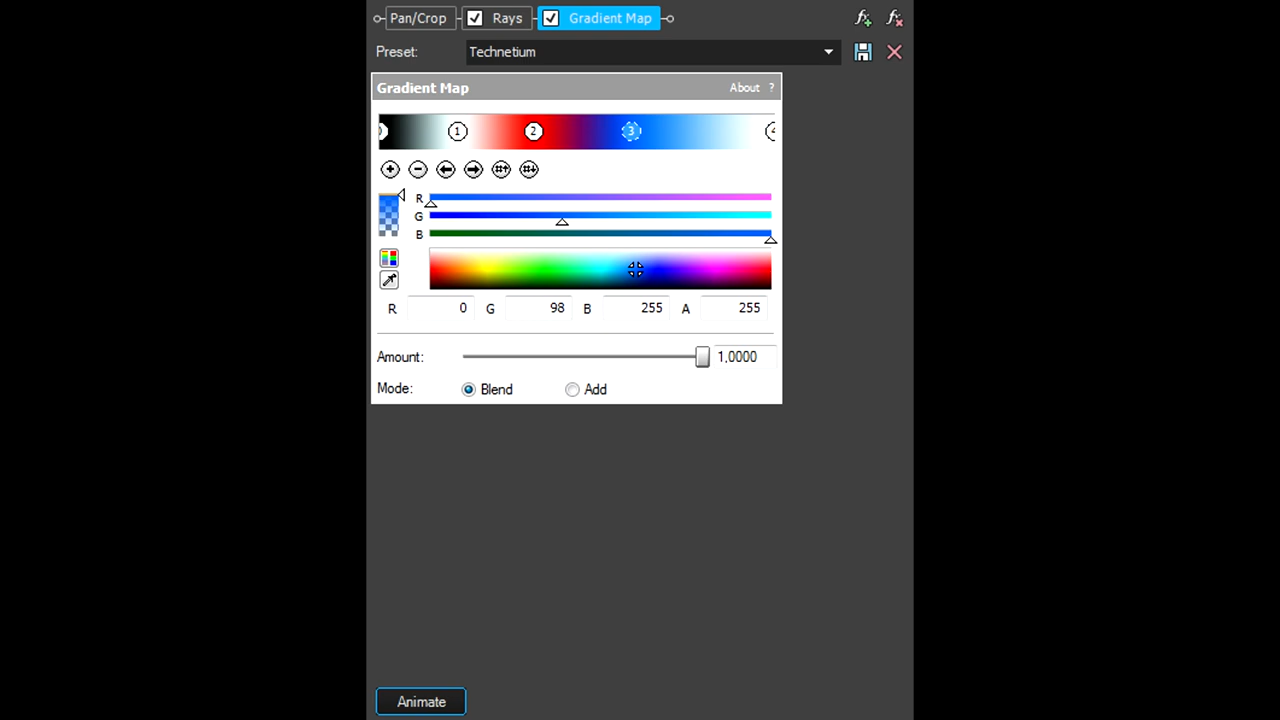 Pan/Crop Rays Gradient Map
Preset: Technetium
Gradient Map About ?
1 2 3
R
G
B
R 0 G 98 B 255 A 255
Amount: 1,0000
Mode: Blend Add
Animate